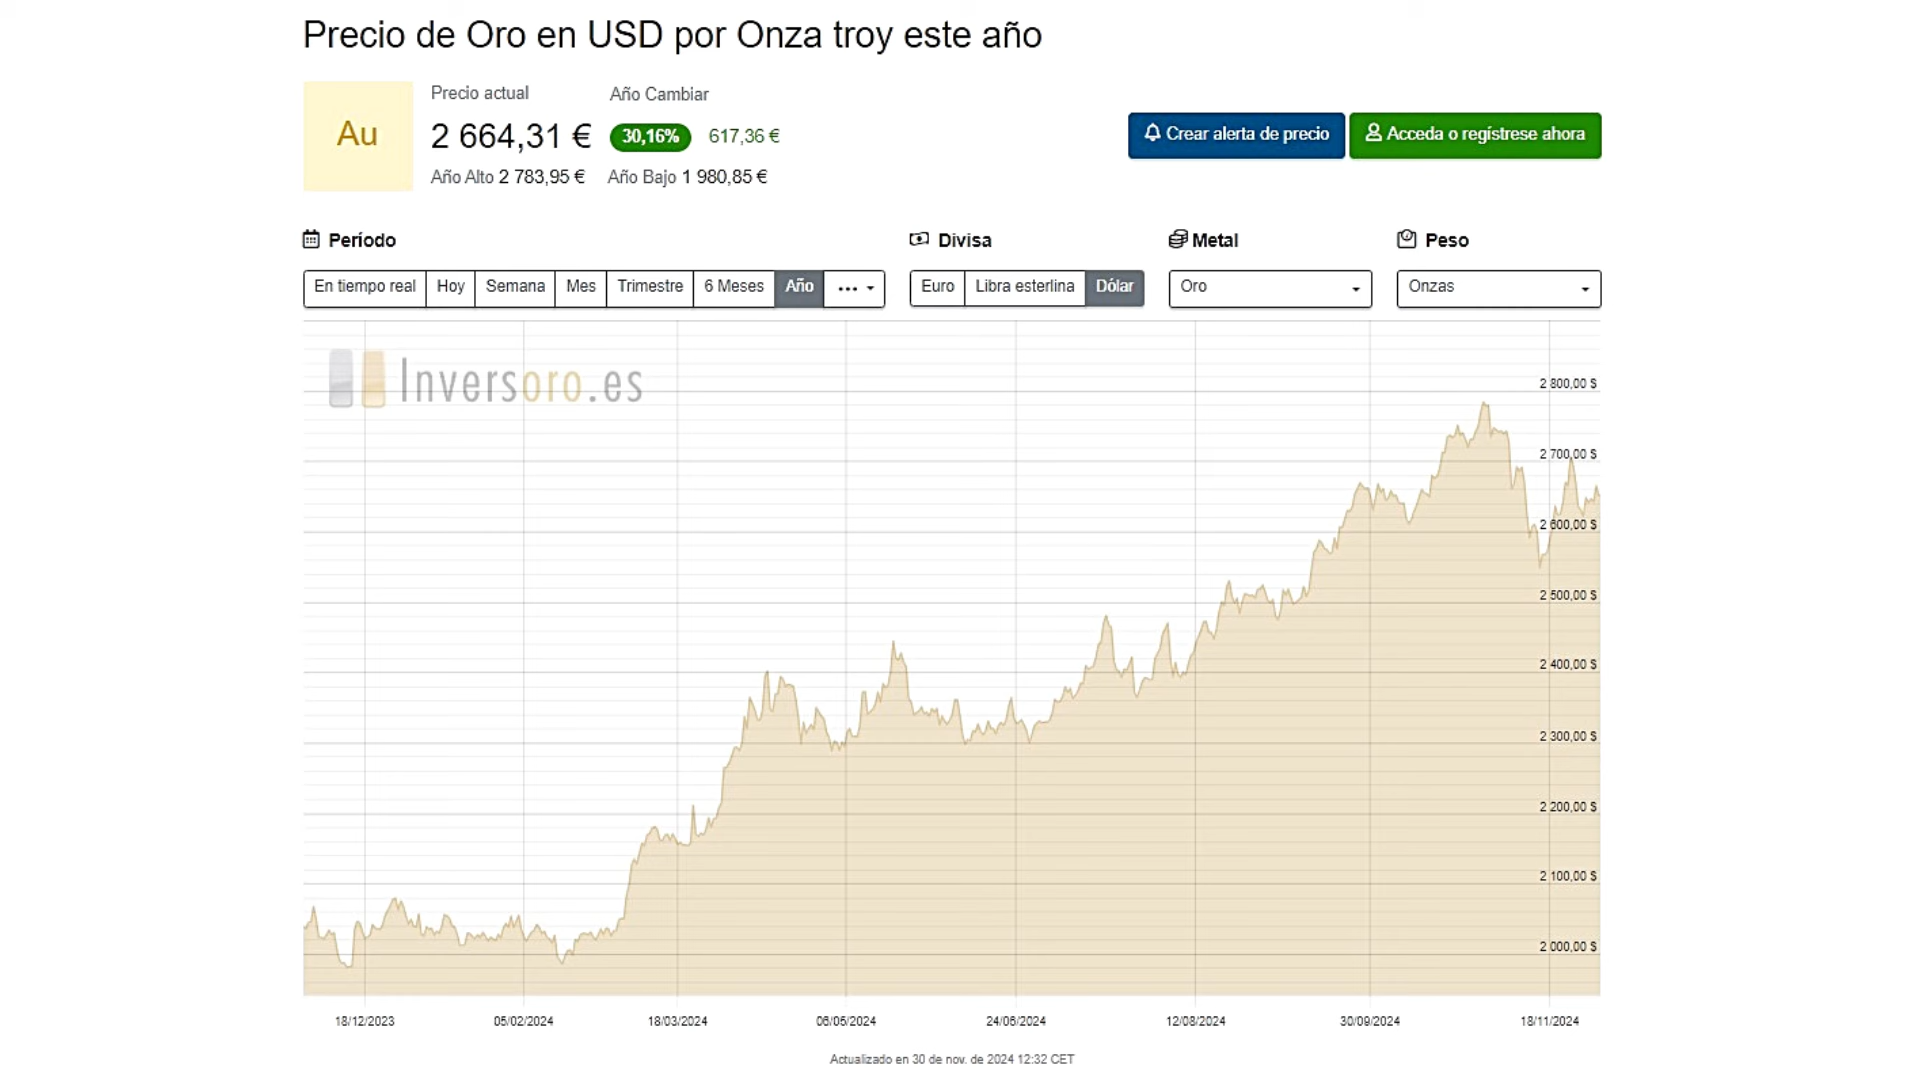 Precio de Oro en USD por Onza troy este año
Au
Precio actual
Año Cambiar
2 664,31 €
30,16%
617,36 €
Año Alto 2 783,95 €
Año Bajo 1 980,85 €
Crear alerta de precio
Acceda o regístrese ahora
Período
Divisa
Metal
Peso
En tiempo real
Hoy
Semana
Mes
Trimestre
6 Meses
Año
...
Euro
Libra esterlina
Dólar
Oro
Onzas
Inversoro.es
2 800,00 $
2 700,00 $
2 600,00 $
2 500,00 $
2 400,00 $
2 300,00 $
2 200,00 $
2 100,00 $
2 000,00 $
18/12/2023
05/02/2024
18/03/2024
06/05/2024
24/06/2024
12/08/2024
30/09/2024
18/11/2024
Actualizado en 30 de nov. de 2024 12:32 CET